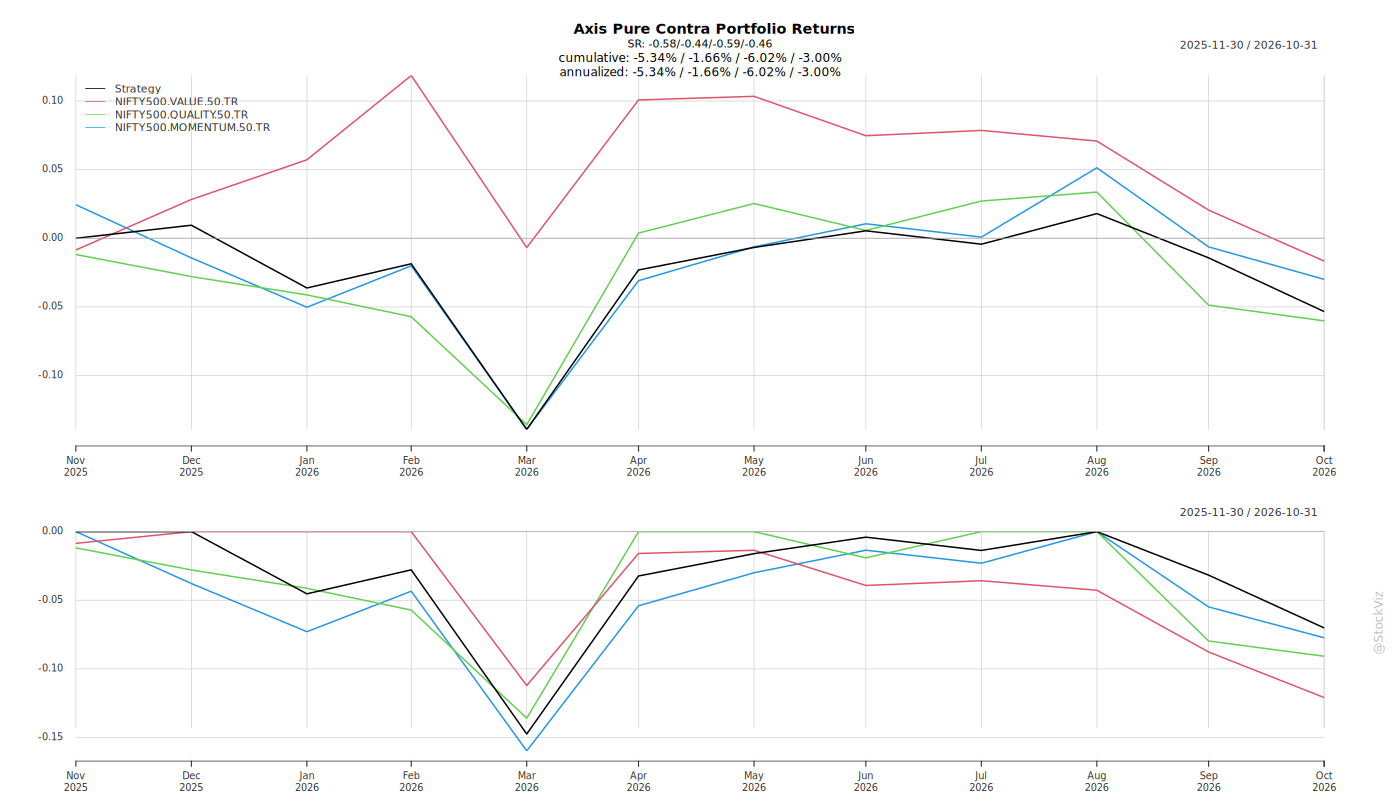 Axis Pure Contra Portfolio Returns
SR: -0.58/-0.44/-0.59/-0.46
cumulative: -5.34% / -1.66% / -6.02% / -3.00%
annualized: -5.34% / -1.66% / -6.02% / -3.00%
2025-11-30 / 2026-10-31
Strategy
NIFTY500.VALUE.50.TR
NIFTY500.QUALITY.50.TR
NIFTY500.MOMENTUM.50.TR
0.10
0.05
0.00
-0.05
-0.10
Nov Dec Jan Feb Mar Apr May Jun Jul Aug Sep Oct
2025 2025 2026 2026 2026 2026 2026 2026 2026 2026 2026 2026
2025-11-30 / 2026-10-31
0.00
-0.05
-0.10
-0.15
Nov Dec Jan Feb Mar Apr May Jun Jul Aug Sep Oct
2025 2025 2026 2026 2026 2026 2026 2026 2026 2026 2026 2026
@StockViz